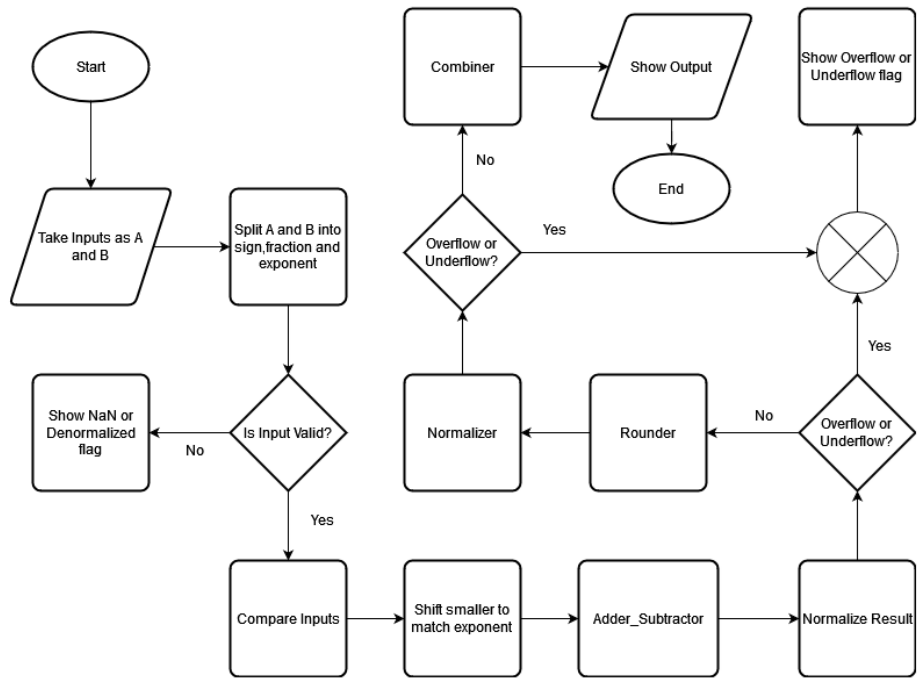 Start
Take Inputs as A
and B
Split A and B into
sign,fraction and
exponent
Is Input Valid?
No
Show NaN or
Denormalized
flag
Yes
Compare Inputs
Shift smaller to
match exponent
Adder_Subtractor
Normalize Result
Overflow or
Underflow?
Yes
No
Rounder
Normalizer
Overflow or
Underflow?
Yes
No
Combiner
Show Output
End
Show Overflow or
Underflow flag